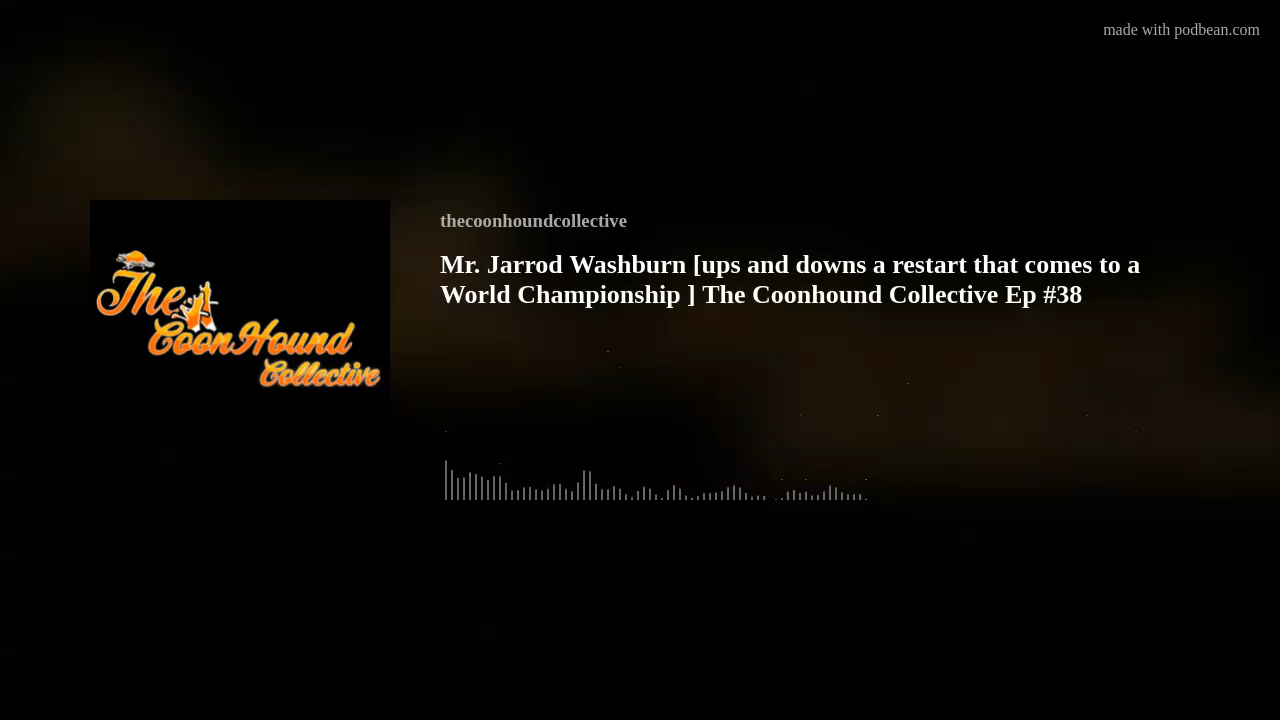 made with podbean.com
thecoonhoundcollective
Mr. Jarrod Washburn [ups and downs a restart that comes to a
World Championship ] The Coonhound Collective Ep #38
The
CoonHound
Collective